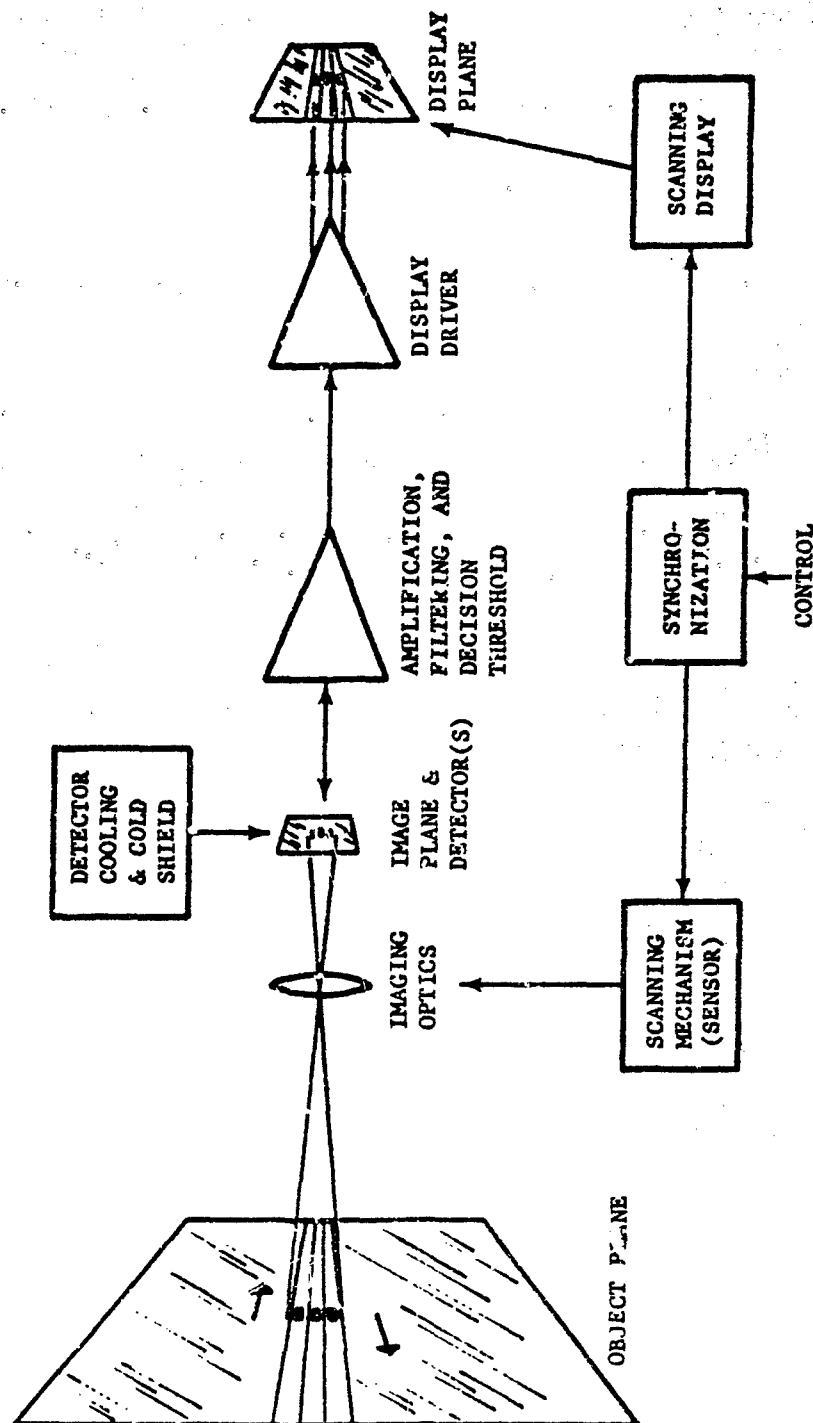 DETECTOR
COOLING
& COLD
SHIELD
IMAGING
OPTICS
IMAGE
PLANE &
DETECTOR(S)
AMPLIFICATION,
FILTERING, AND
DECISION
THRESHOLD
DISPLAY
DRIVER
DISPLAY
PLANE
OBJECT PLANE
SCANNING
MECHANISM
(SENSOR)
SYNCHRO-
NIZATION
CONTROL
SCANNING
DISPLAY